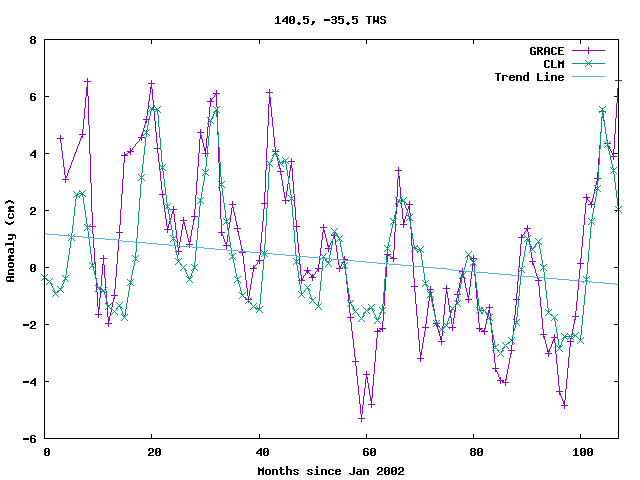 140.5, -35.5 TWS
GRACE
CLM
Trend Line
8
6
4
2
0
-2
-4
-6
Anomaly (cm)
0 20 40 60 80 100
Months since Jan 2002